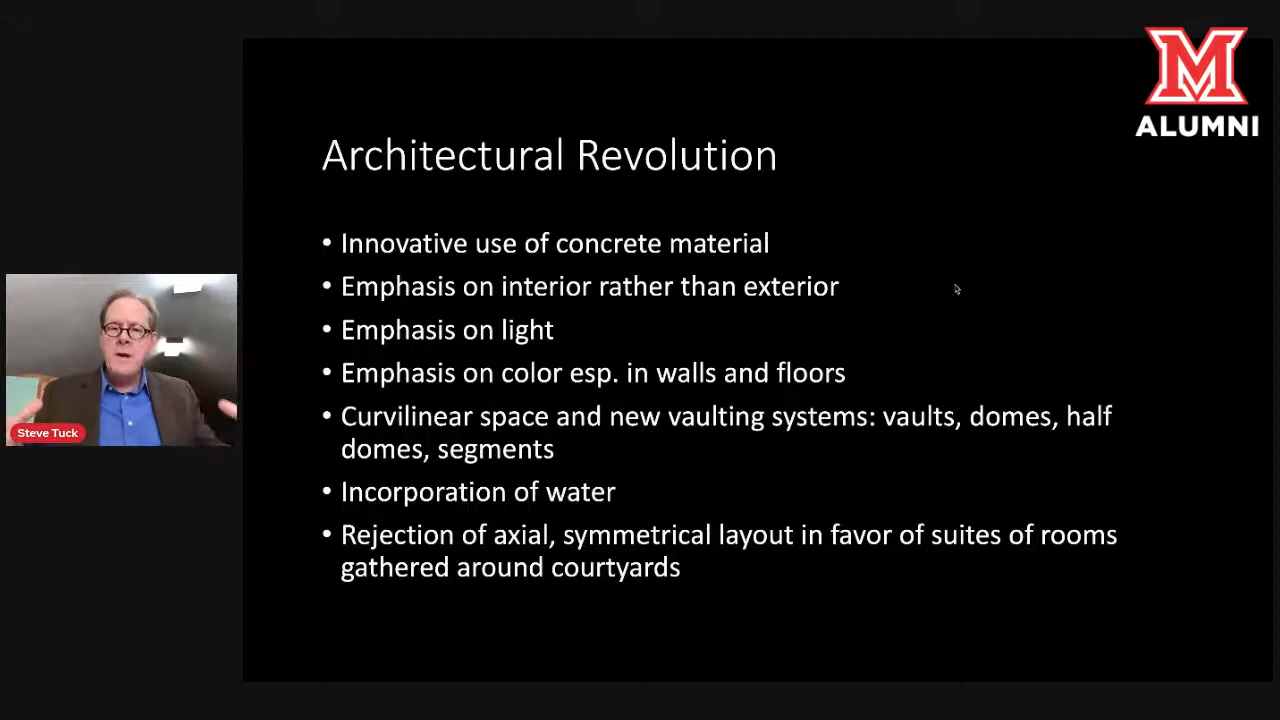 M
ALUMNI
Architectural Revolution
• Innovative use of concrete material
• Emphasis on interior rather than exterior
• Emphasis on light
• Emphasis on color esp. in walls and floors
• Curvilinear space and new vaulting systems: vaults, domes, half
domes, segments
• Incorporation of water
• Rejection of axial, symmetrical layout in favor of suites of rooms
gathered around courtyards
Steve Tuck